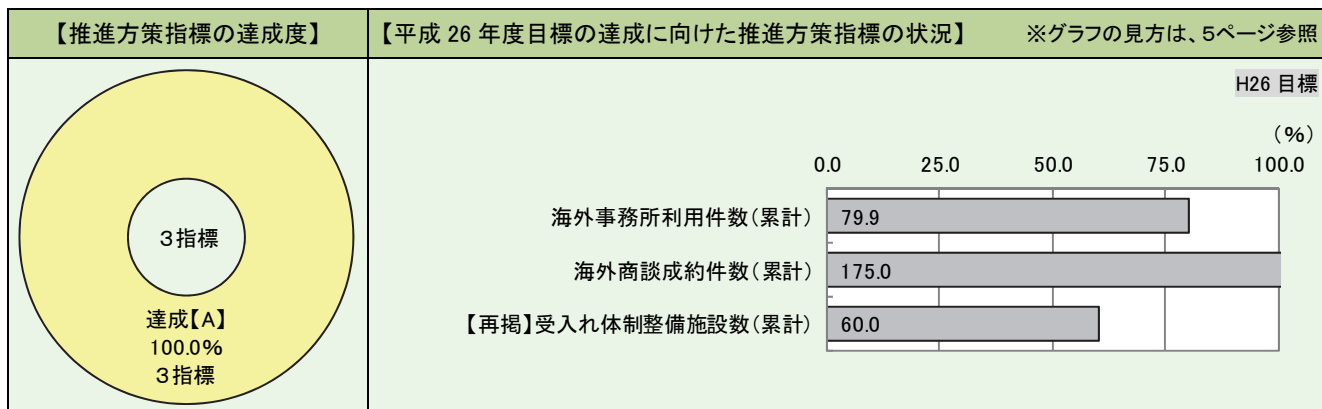 【推進方策指標の達成度】
【平成 26 年度目標の達成に向けた推進方策指標の状況】 ※グラフの見方は、5ページ参照
3指標
達成【A】
100.0%
3指標
H26 目標
(%)
0.0 25.0 50.0 75.0 100.0
海外事務所利用件数(累計) 79.9
海外商談成約件数(累計) 175.0
【再掲】受入れ体制整備施設数(累計) 60.0